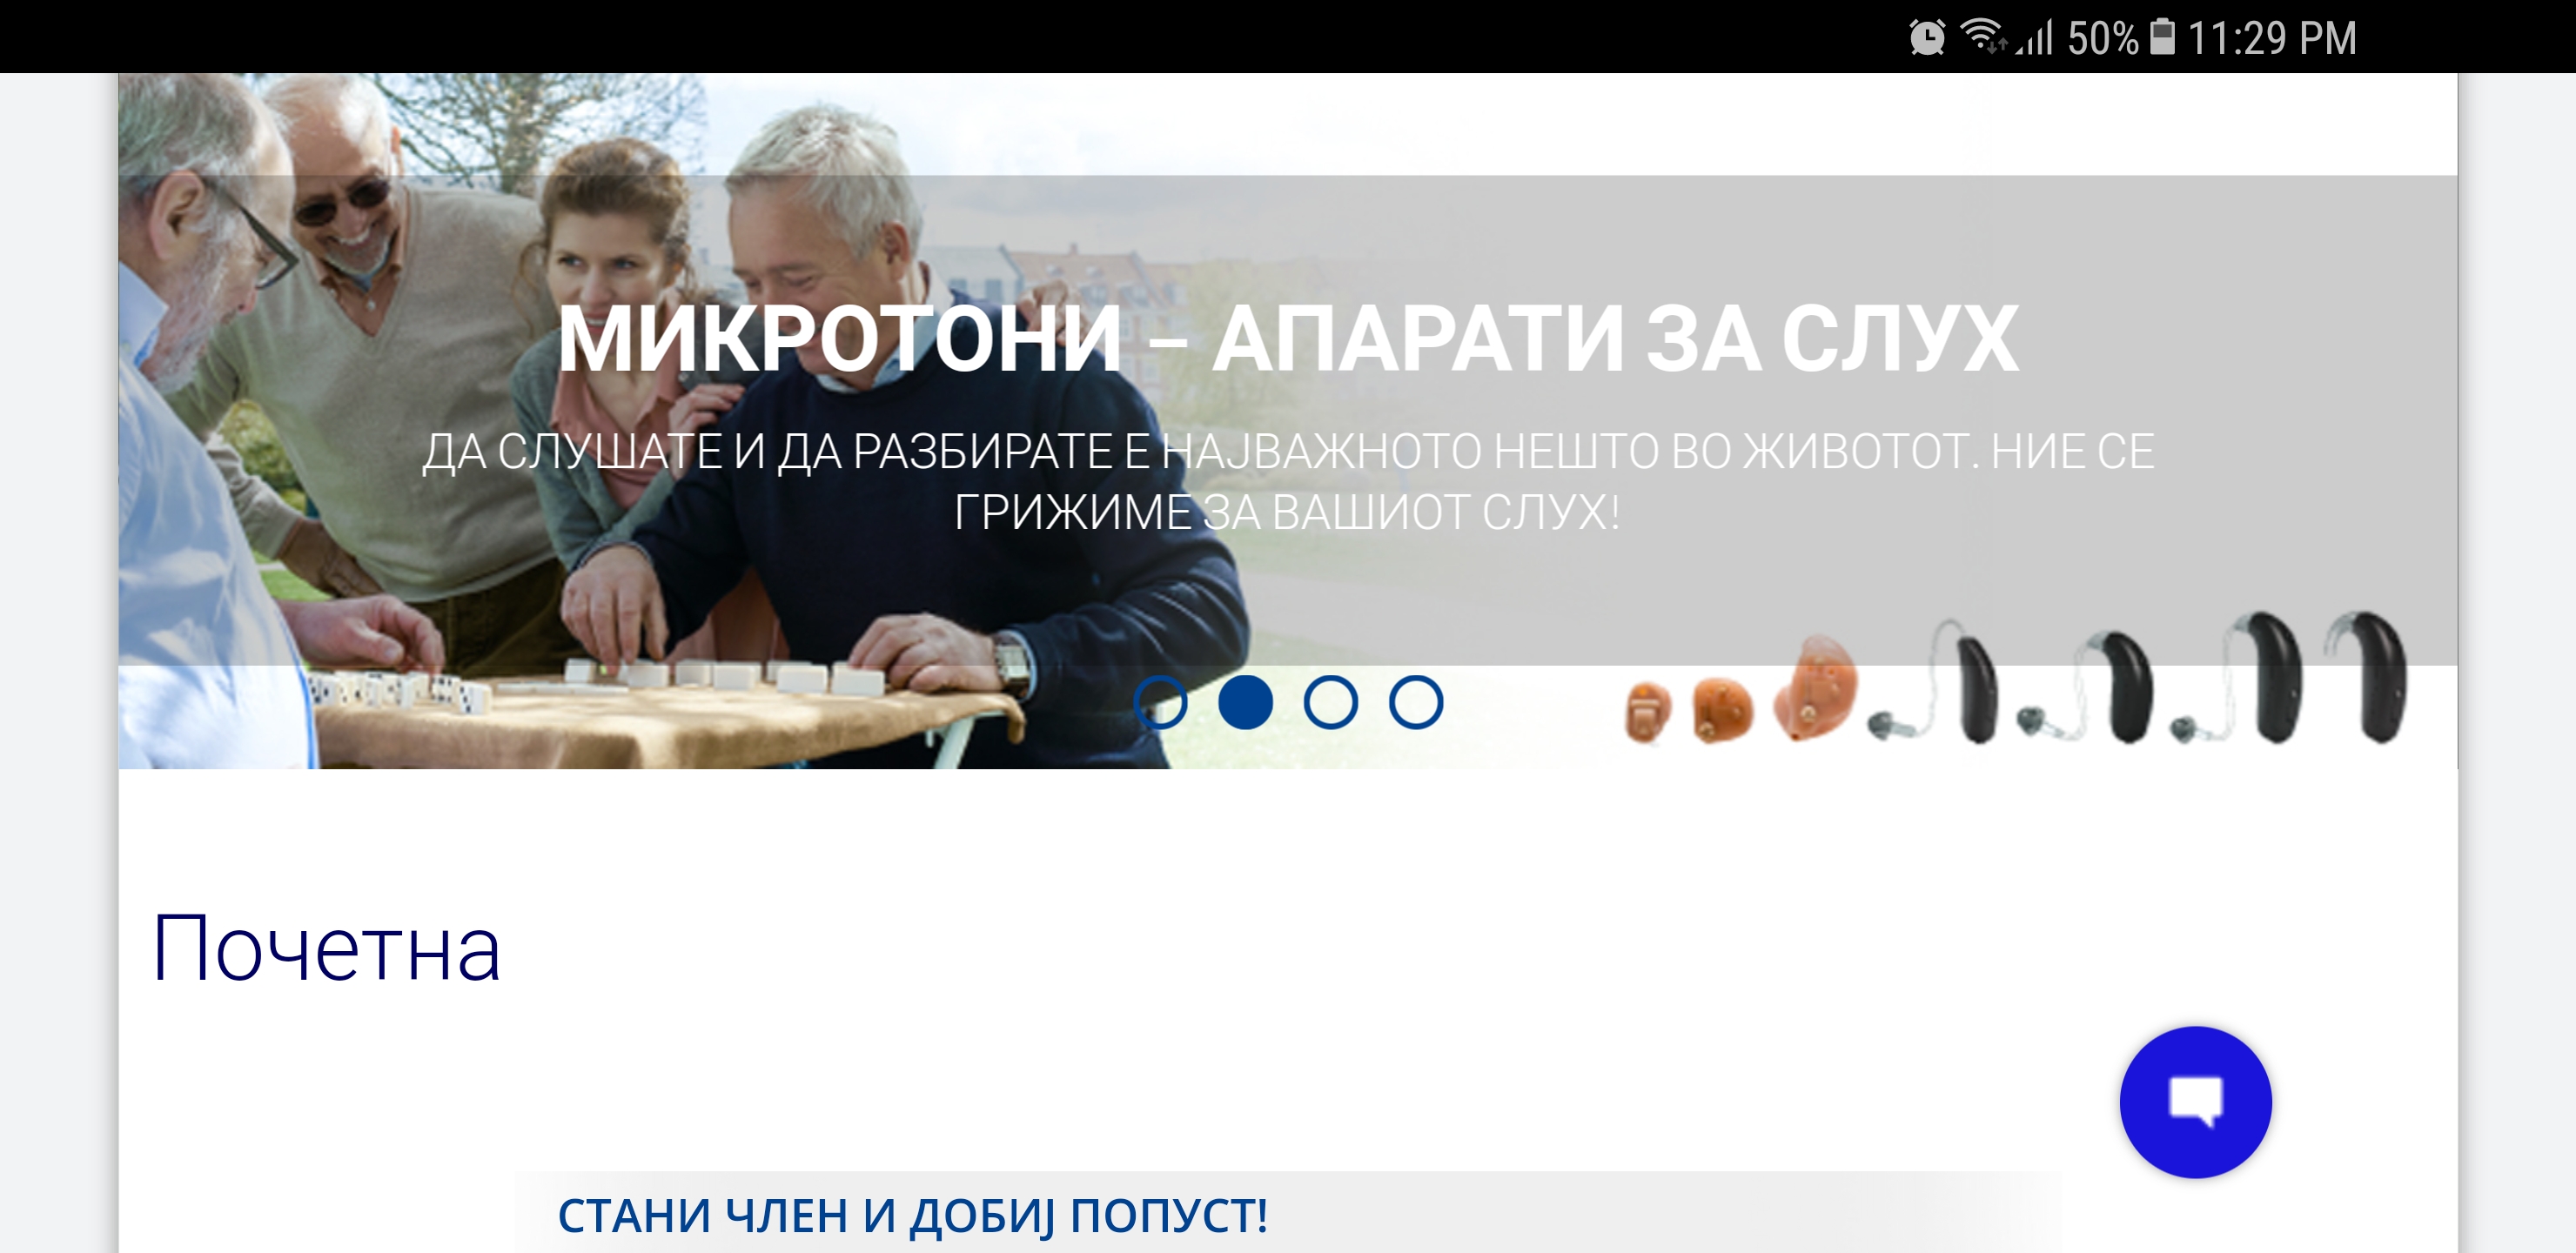 50% 11:29 PM
МИКРОТОНИ – АПАРАТИ ЗА СЛУХ
ДА СЛУШАТЕ И ДА РАЗБИРАТЕ Е НАЈВАЖНОТО НЕШТО ВО ЖИВОТОТ. НИЕ СЕ
ГРИЖИМЕ ЗА ВАШИОТ СЛУХ!
Почетна
СТАНИ ЧЛЕН И ДОБИЈ ПОПУСТ!